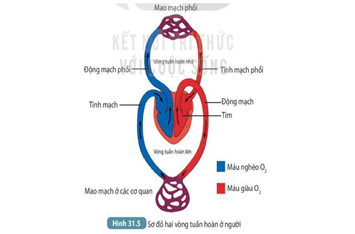 Mao mạch phổi
KẾT NỐI TRI THỨC
VỚI CUỘC SỐNG
Vòng tuần hoàn nhỏ
Động mạch phổi
Tĩnh mạch phổi
Tĩnh mạch
Động mạch
Tim
Vòng tuần hoàn lớn
Mao mạch ở các cơ quan
Máu nghèo O₂
Máu giàu O₂
Hình 31.5 Sơ đồ hai vòng tuần hoàn ở người